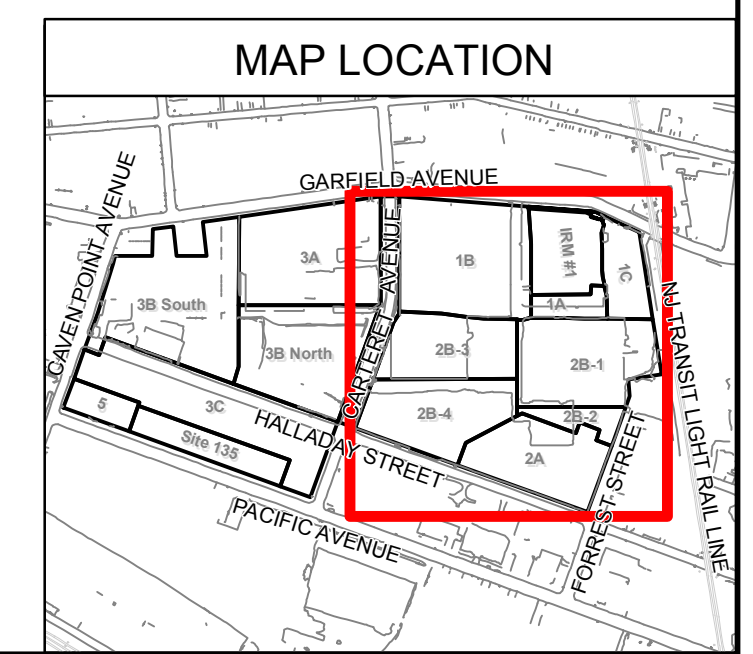 MAP LOCATION
GARFIELD AVENUE
CAVEN POINT AVENUE
CARTERET AVENUE
3A
1B
IRM #1
1C
1A
NJ TRANSIT LIGHT RAIL LINE
3B South
3B North
2B-3
2B-1
5
3C
Site 135
HALLADAY STREET
2B-4
2B-2
2A
FORREST STREET
PACIFIC AVENUE